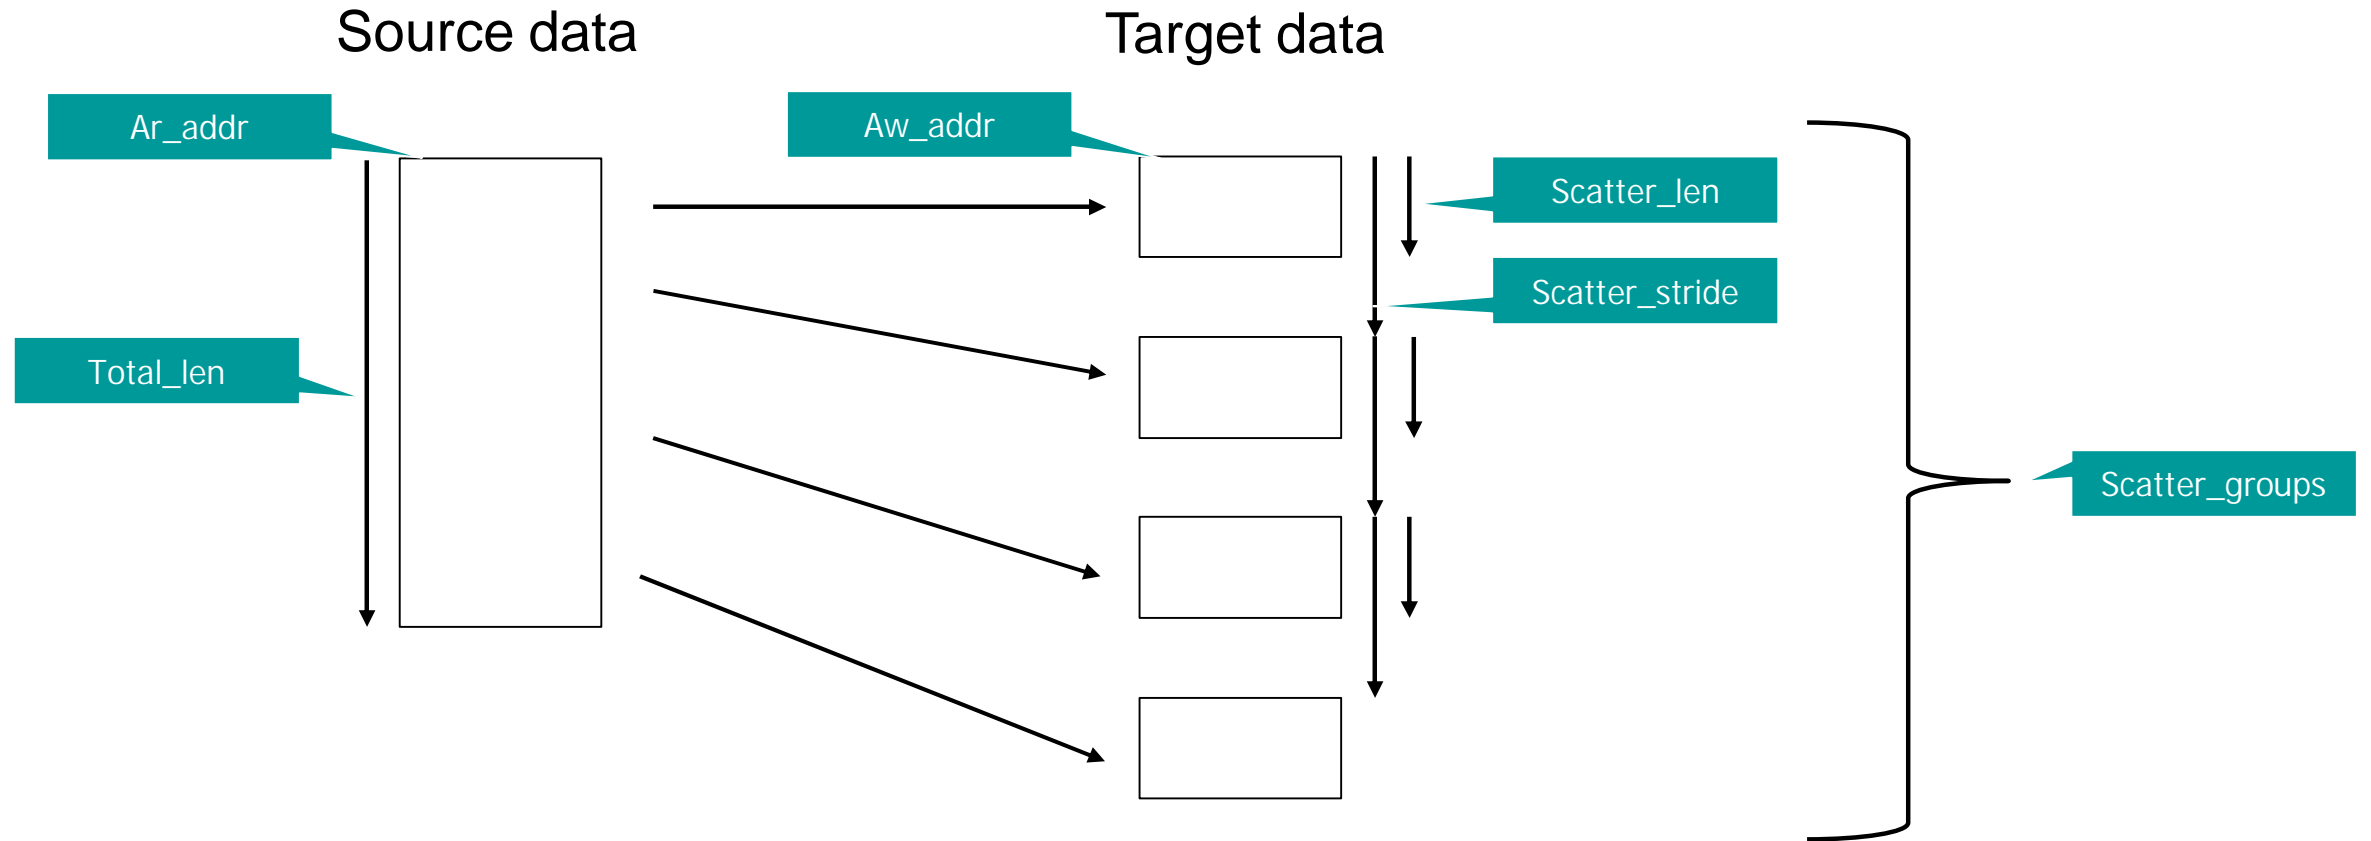 Source data
Target data
Ar_addr
Aw_addr
Scatter_len
Scatter_stride
Total_len
Scatter_groups